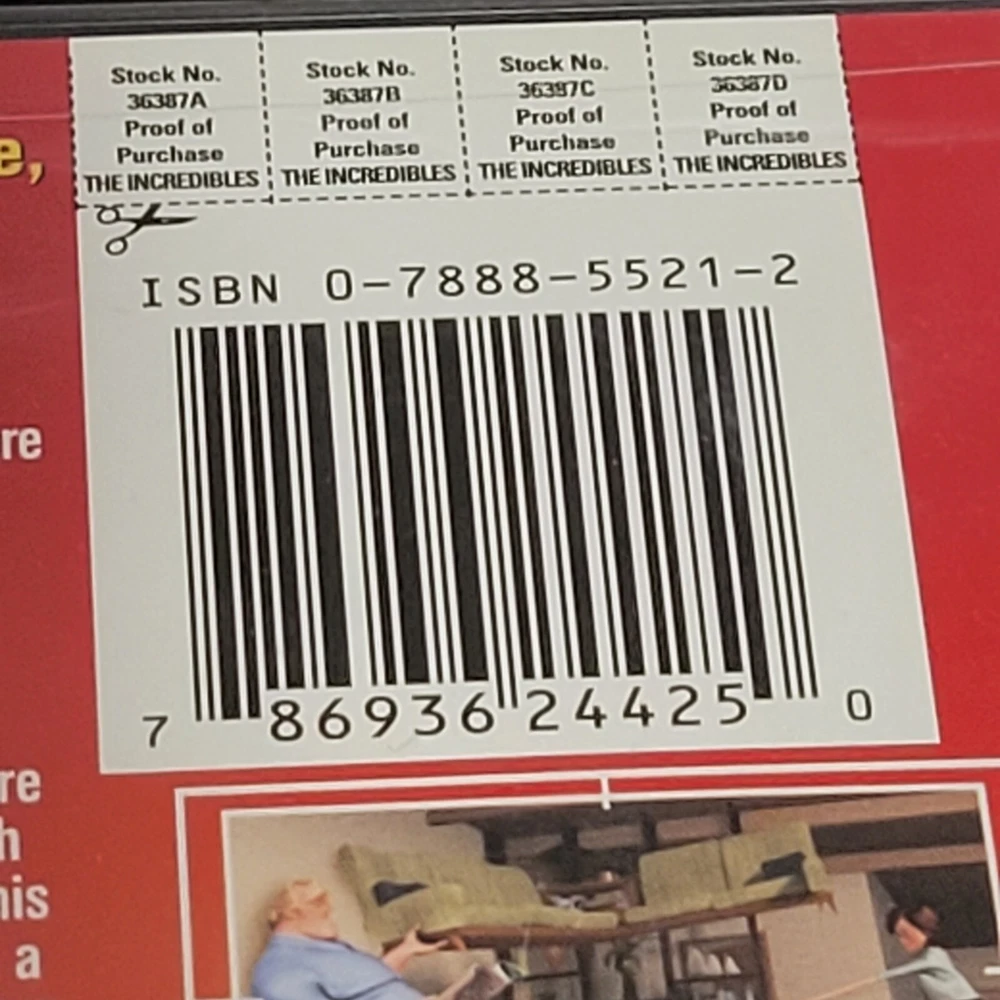 Stock No.
36387A
Proof of
Purchase
THE INCREDIBLES
Stock No.
36387B
Proof of
Purchase
THE INCREDIBLES
Stock No.
36387C
Proof of
Purchase
THE INCREDIBLES
Stock No.
36387D
Proof of
Purchase
THE INCREDIBLES
e,
ISBN 0-7888-5521-2
re
7 86936 24425 0
re
h
his
a